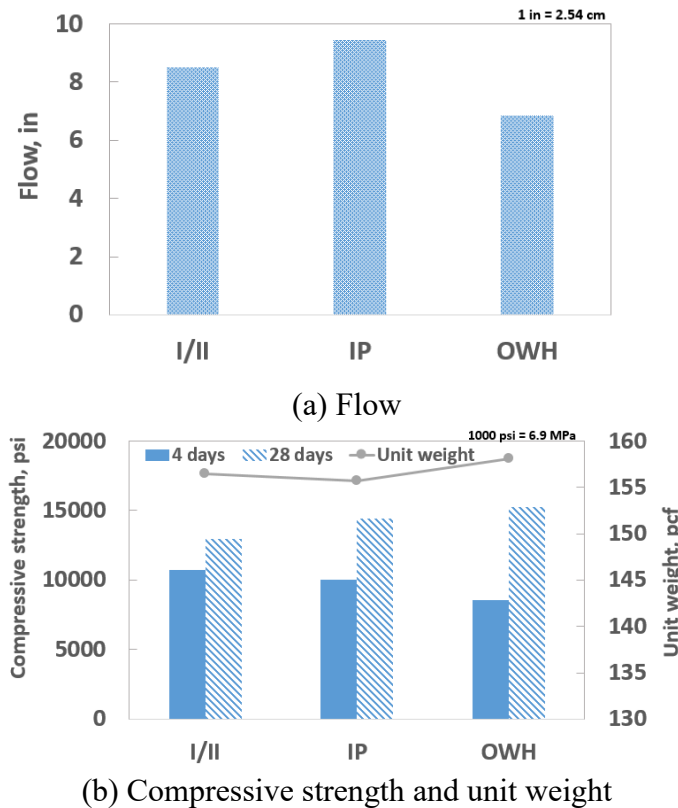 1 in = 2.54 cm
Flow, in
10
8
6
4
2
0
I/II IP OWH
(a) Flow
1000 psi = 6.9 MPa
4 days 28 days Unit weight
Compressive strength, psi
20000
15000
10000
5000
0
Unit weight, pcf
160
155
150
145
142
135
130
I/II IP OWH
(b) Compressive strength and unit weight